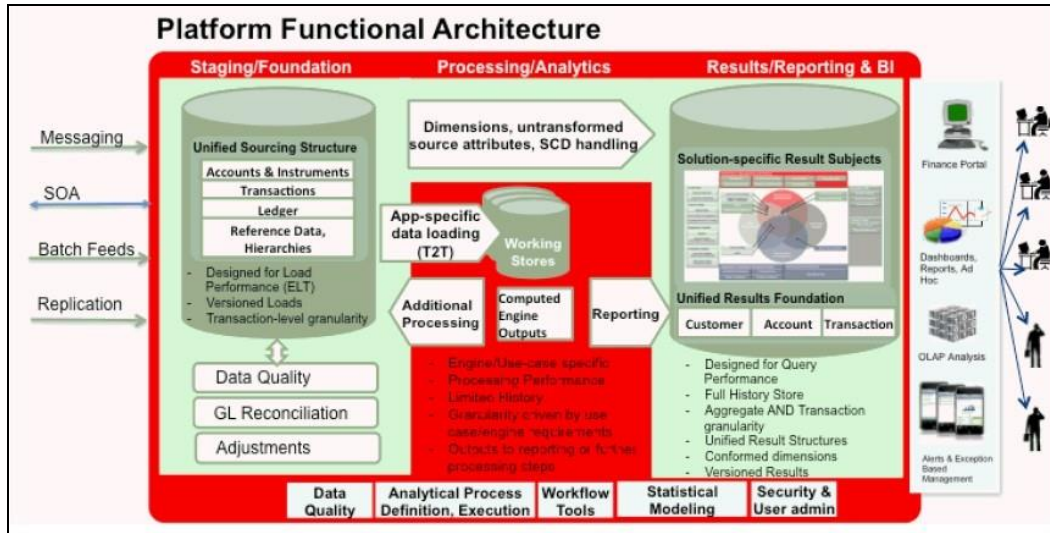 Platform Functional Architecture
Staging/Foundation
Processing/Analytics
Results/Reporting & BI
Messaging
SOA
Batch Feeds
Replication
Unified Sourcing Structure
Accounts & Instruments
Transactions
Ledger
Reference Data,
Hierarchies
- Designed for Load
Performance (ELT)
- Versioned Loads
- Transaction-level granularity
Data Quality
GL Reconciliation
Adjustments
Dimensions, untransformed
source attributes, SCD handling
App-specific
data loading
(T2T)
Working
Stores
Additional
Processing
Computed
Engine
Outputs
Reporting
- Engine/Use-case specific
- Processing Performance
- Limited History
- Granularity driven by use
case/engine requirements
- Outputs to reporting or further
processing steps
Solution-specific Result Subjects
Unified Results Foundation
Customer
Account
Transaction
- Designed for Query
Performance
- Full History Store
- Aggregate AND Transaction
granularity
- Unified Result Structures
- Conformed dimensions
- Versioned Results
Finance Portal
Dashboards,
Reports, Ad
Hoc
OLAP Analysis
Alerts & Exception
Based
Management
Data
Quality
Analytical Process
Definition, Execution
Workflow
Tools
Statistical
Modeling
Security &
User admin